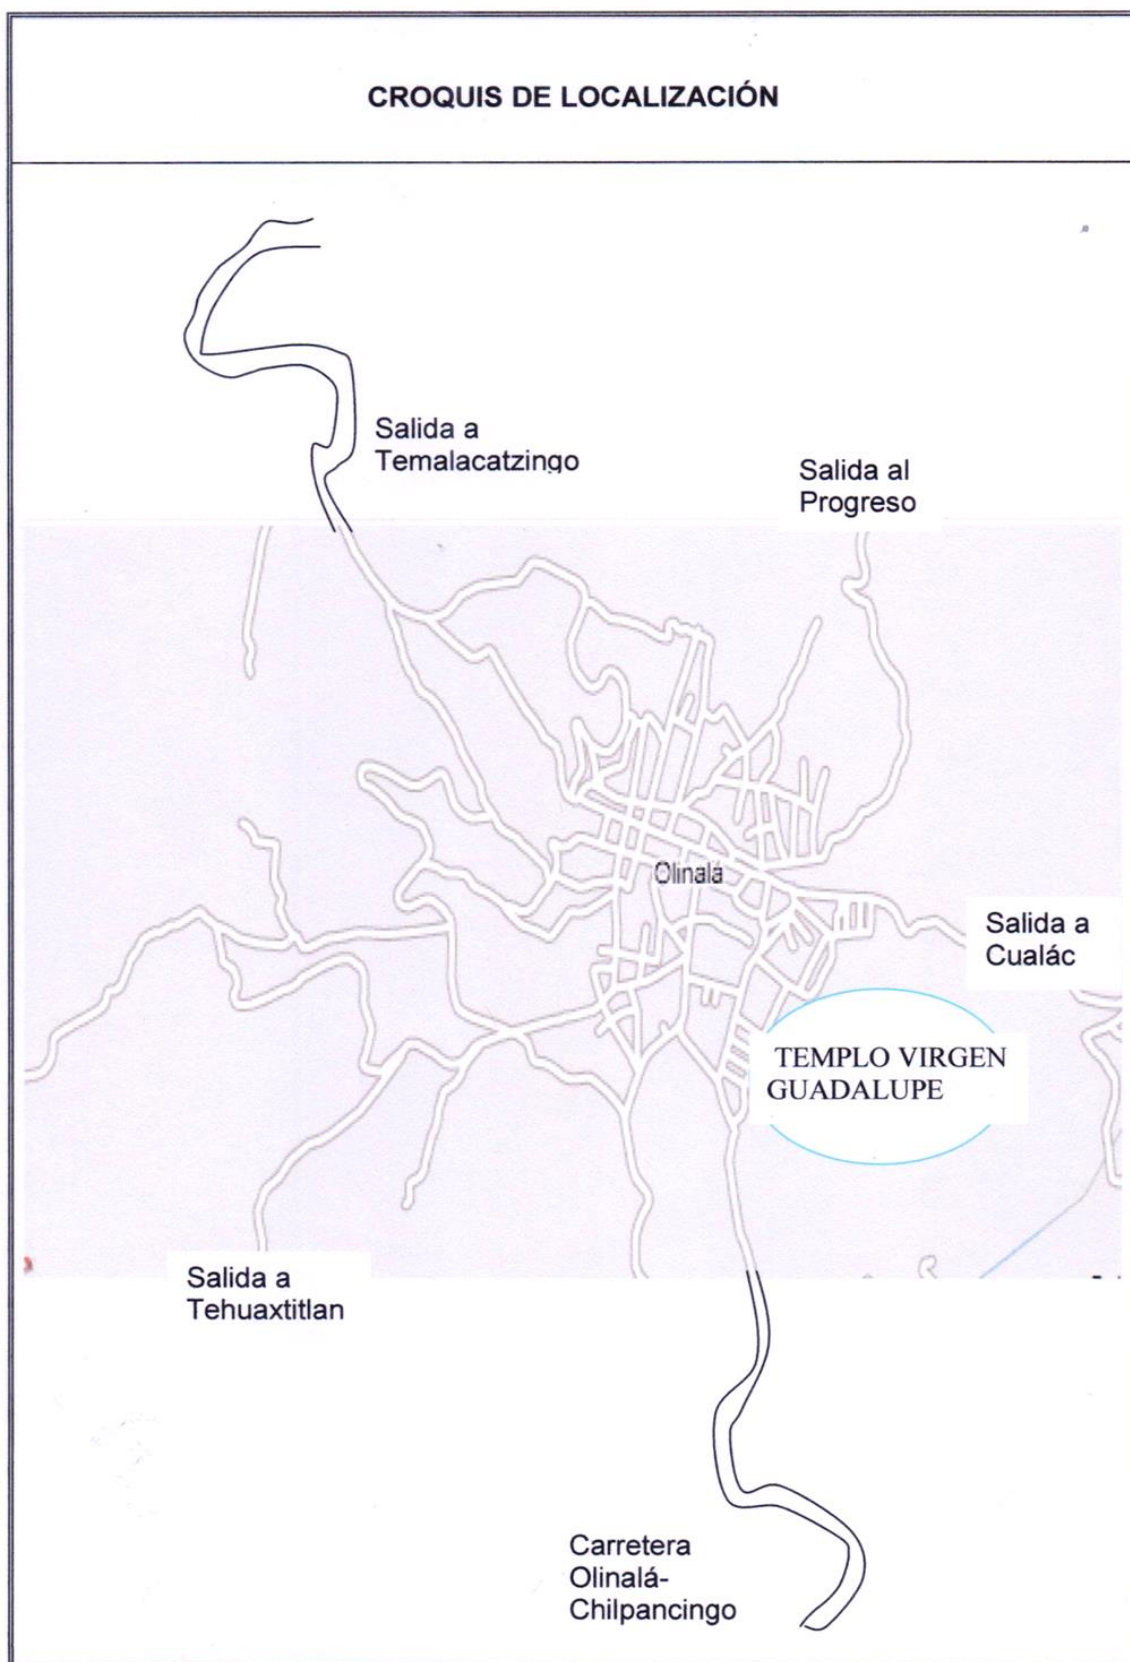 CROQUIS DE LOCALIZACIÓN
Salida a
Temalacatzingo
Salida al
Progreso
Olinalá
Salida a
Cualác
TEMPLO VIRGEN
GUADALUPE
Salida a
Tehuaxtitlan
Carretera
Olinalá-
Chilpancingo